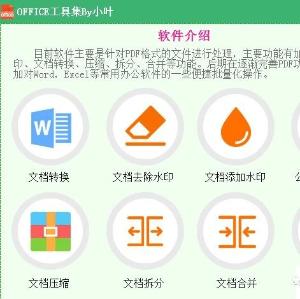 OFFICE工具集By小叶
软件介绍
目前软件主要是针对PDF格式的文件进行处理，主要功能有加
印、文档转换、压缩、拆分、合并等功能。后期在逐渐完善PDF功
加对Word、Excel等常用办公软件的一些便捷批量化操作。
W
文档转换 文档去除水印 文档添加水印
文档压缩 文档拆分 文档合并